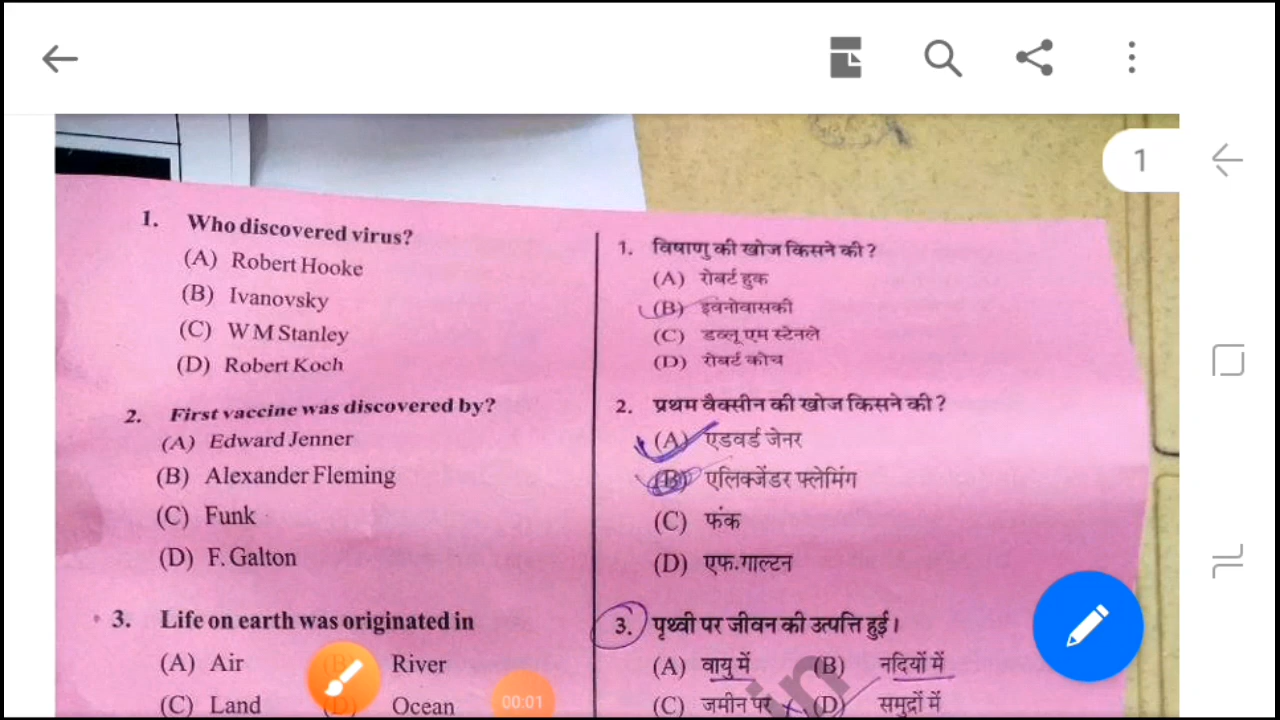 1
1. Who discovered virus?
(A) Robert Hooke
(B) Ivanovsky
(C) W M Stanley
(D) Robert Koch
2. First vaccine was discovered by?
(A) Edward Jenner
(B) Alexander Fleming
(C) Funk
(D) F. Galton
3. Life on earth was originated in
(A) Air (B) River
(C) Land (D) Ocean
1. विषाणु की खोज किसने की ?
(A) रोबर्ट हुक
(B) इवनोवासकी
(C) डब्लू एम स्टेनले
(D) रोबर्ट कोच
2. प्रथम वैक्सीन की खोज किसने की ?
(A) एडवर्ड जेनर
(B) एलिक्जेंडर फ्लेमिंग
(C) फंक
(D) एफ. गाल्टन
3. पृथ्वी पर जीवन की उत्पत्ति हुई।
(A) वायु में (B) नदियों में
(C) जमीन पर (D) समुद्रों में
in
00:01